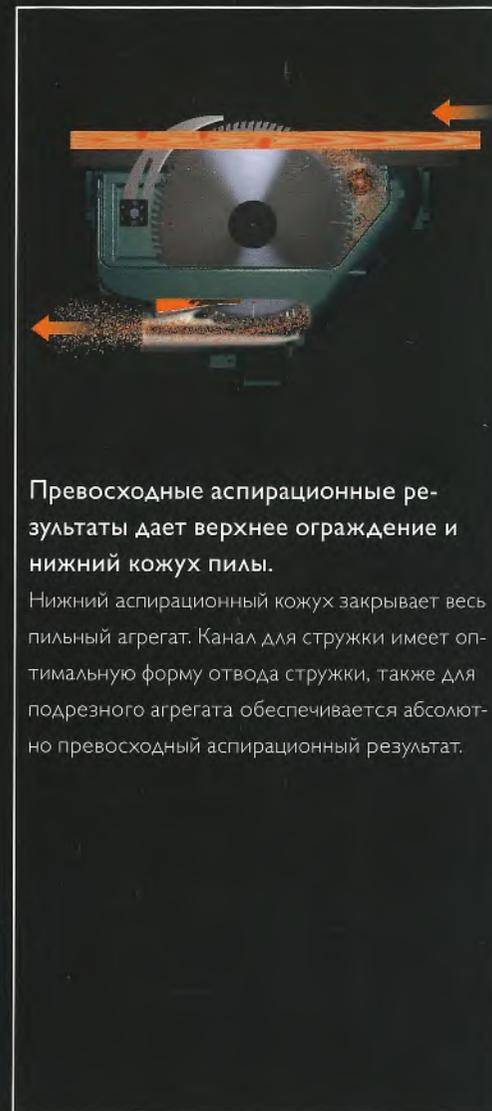 Превосходные аспирационные ре-
зультаты дает верхнее ограждение и
нижний кожух пилы.
Нижний аспирационный кожух закрывает весь
пильный агрегат. Канал для стружки имеет оп-
тимальную форму отвода стружки, также для
подрезного агрегата обеспечивается абсолют-
но превосходный аспирационный результат.